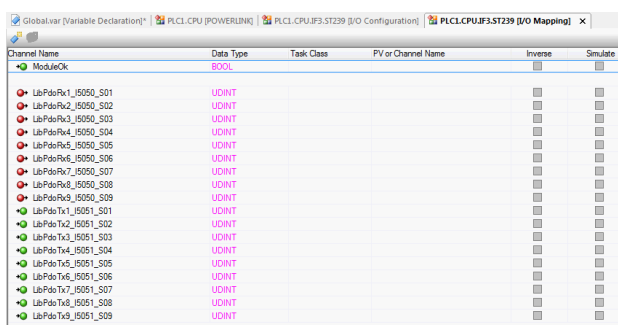 Global.var [Variable Declaration]* PLC1.CPU [POWERLINK] PLC1.CPU.IF3.ST239 [I/O Configuration] PLC1.CPU.IF3.ST239 [I/O Mapping] x
Channel Name Data Type Task Class PV or Channel Name Inverse Simulate
ModuleOk BOOL
LibPdoRx1_I5050_S01 UDINT
LibPdoRx2_I5050_S02 UDINT
LibPdoRx3_I5050_S03 UDINT
LibPdoRx4_I5050_S04 UDINT
LibPdoRx5_I5050_S05 UDINT
LibPdoRx6_I5050_S06 UDINT
LibPdoRx7_I5050_S07 UDINT
LibPdoRx8_I5050_S08 UDINT
LibPdoRx9_I5050_S09 UDINT
LibPdoTx1_I5051_S01 UDINT
LibPdoTx2_I5051_S02 UDINT
LibPdoTx3_I5051_S03 UDINT
LibPdoTx4_I5051_S04 UDINT
LibPdoTx5_I5051_S05 UDINT
LibPdoTx6_I5051_S06 UDINT
LibPdoTx7_I5051_S07 UDINT
LibPdoTx8_I5051_S08 UDINT
LibPdoTx9_I5051_S09 UDINT